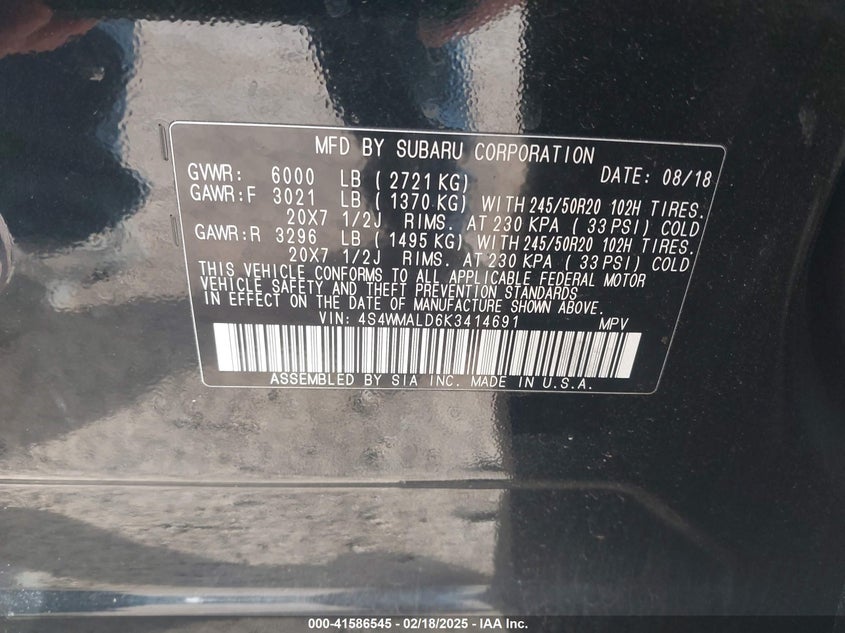 MFD BY SUBARU CORPORATION
GVWR: 6000 LB ( 2721 KG) DATE: 08/18
GAWR:F 3021 LB ( 1370 KG) WITH 245/50R20 102H TIRES.
20X7 1/2J RIMS. AT 230 KPA ( 33 PSI) COLD
GAWR:R 3296 LB ( 1495 KG) WITH 245/50R20 102H TIRES.
20X7 1/2J RIMS. AT 230 KPA ( 33 PSI) COLD
THIS VEHICLE CONFORMS TO ALL APPLICABLE FEDERAL MOTOR
VEHICLE SAFETY AND THEFT PREVENTION STANDARDS
IN EFFECT ON THE DATE OF MANUFACTURE SHOWN ABOVE.
VIN: 4S4WMALD6K3414691 MPV
ASSEMBLED BY SIA INC. MADE IN U.S.A.
000-41586545 - 02/18/2025 - IAA Inc.